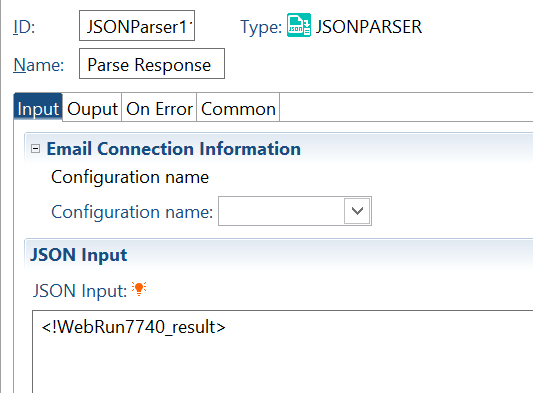 ID: JSONParser1 Type: JSON JSONPARSER
Name: Parse Response
Input Ouput On Error Common
Email Connection Information
Configuration name
Configuration name:
JSON Input
JSON Input:
<!WebRun7740_result>